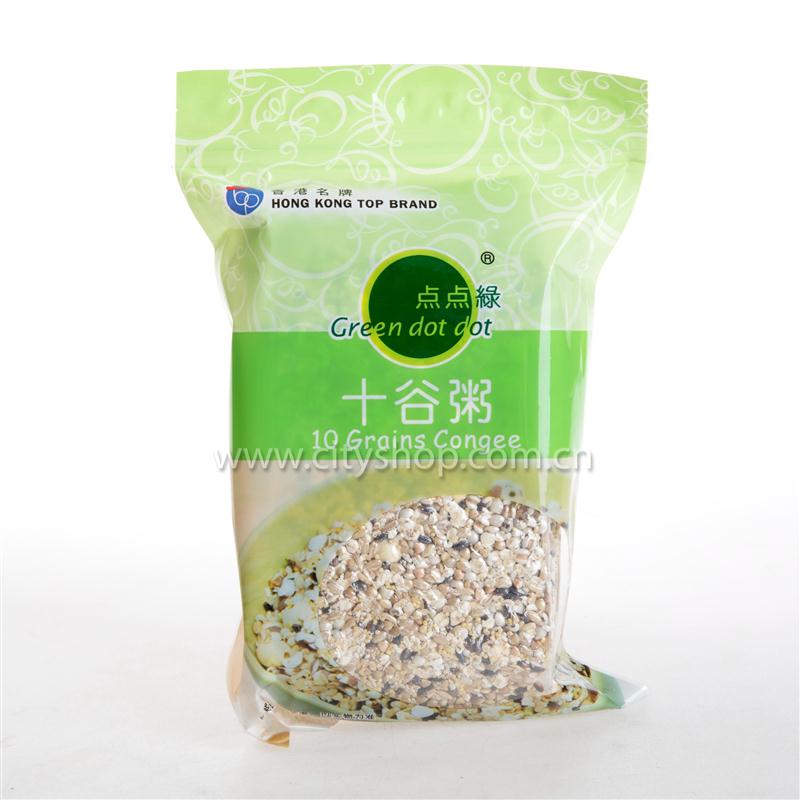 香港名牌
HONG KONG TOP BRAND
®
点点綠
Green dot dot
十谷粥
10 Grains Congee
www.cityshop.com.cn